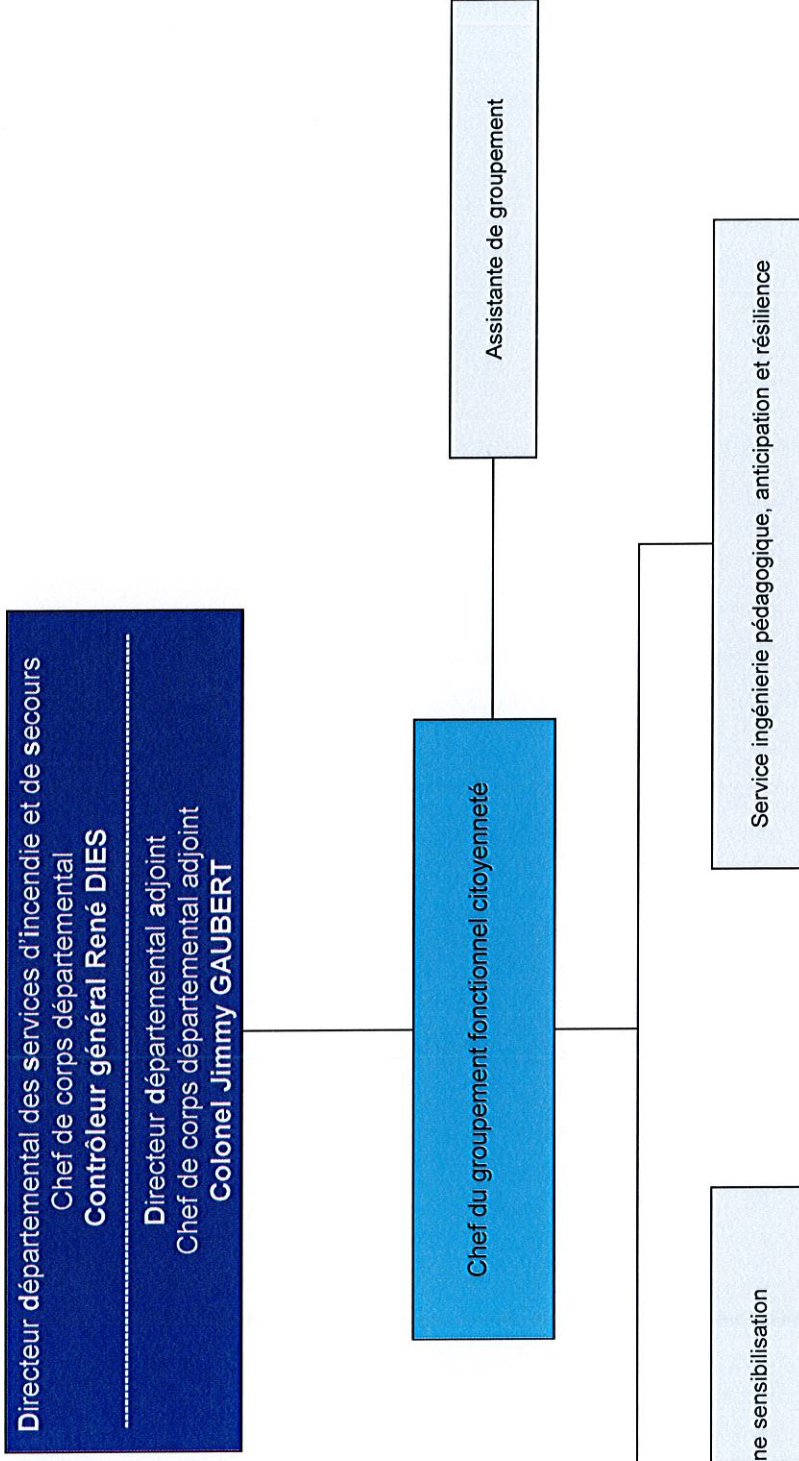 Directeur départemental des services d'incendie et de secours
Chef de corps départemental
Contrôleur général René DIES
Directeur départemental adjoint
Chef de corps départemental adjoint
Colonel Jimmy GAUBERT
Chef du groupement fonctionnel citoyenneté
Assistante de groupement
ne sensibilisation
Service ingénierie pédagogique, anticipation et résilience